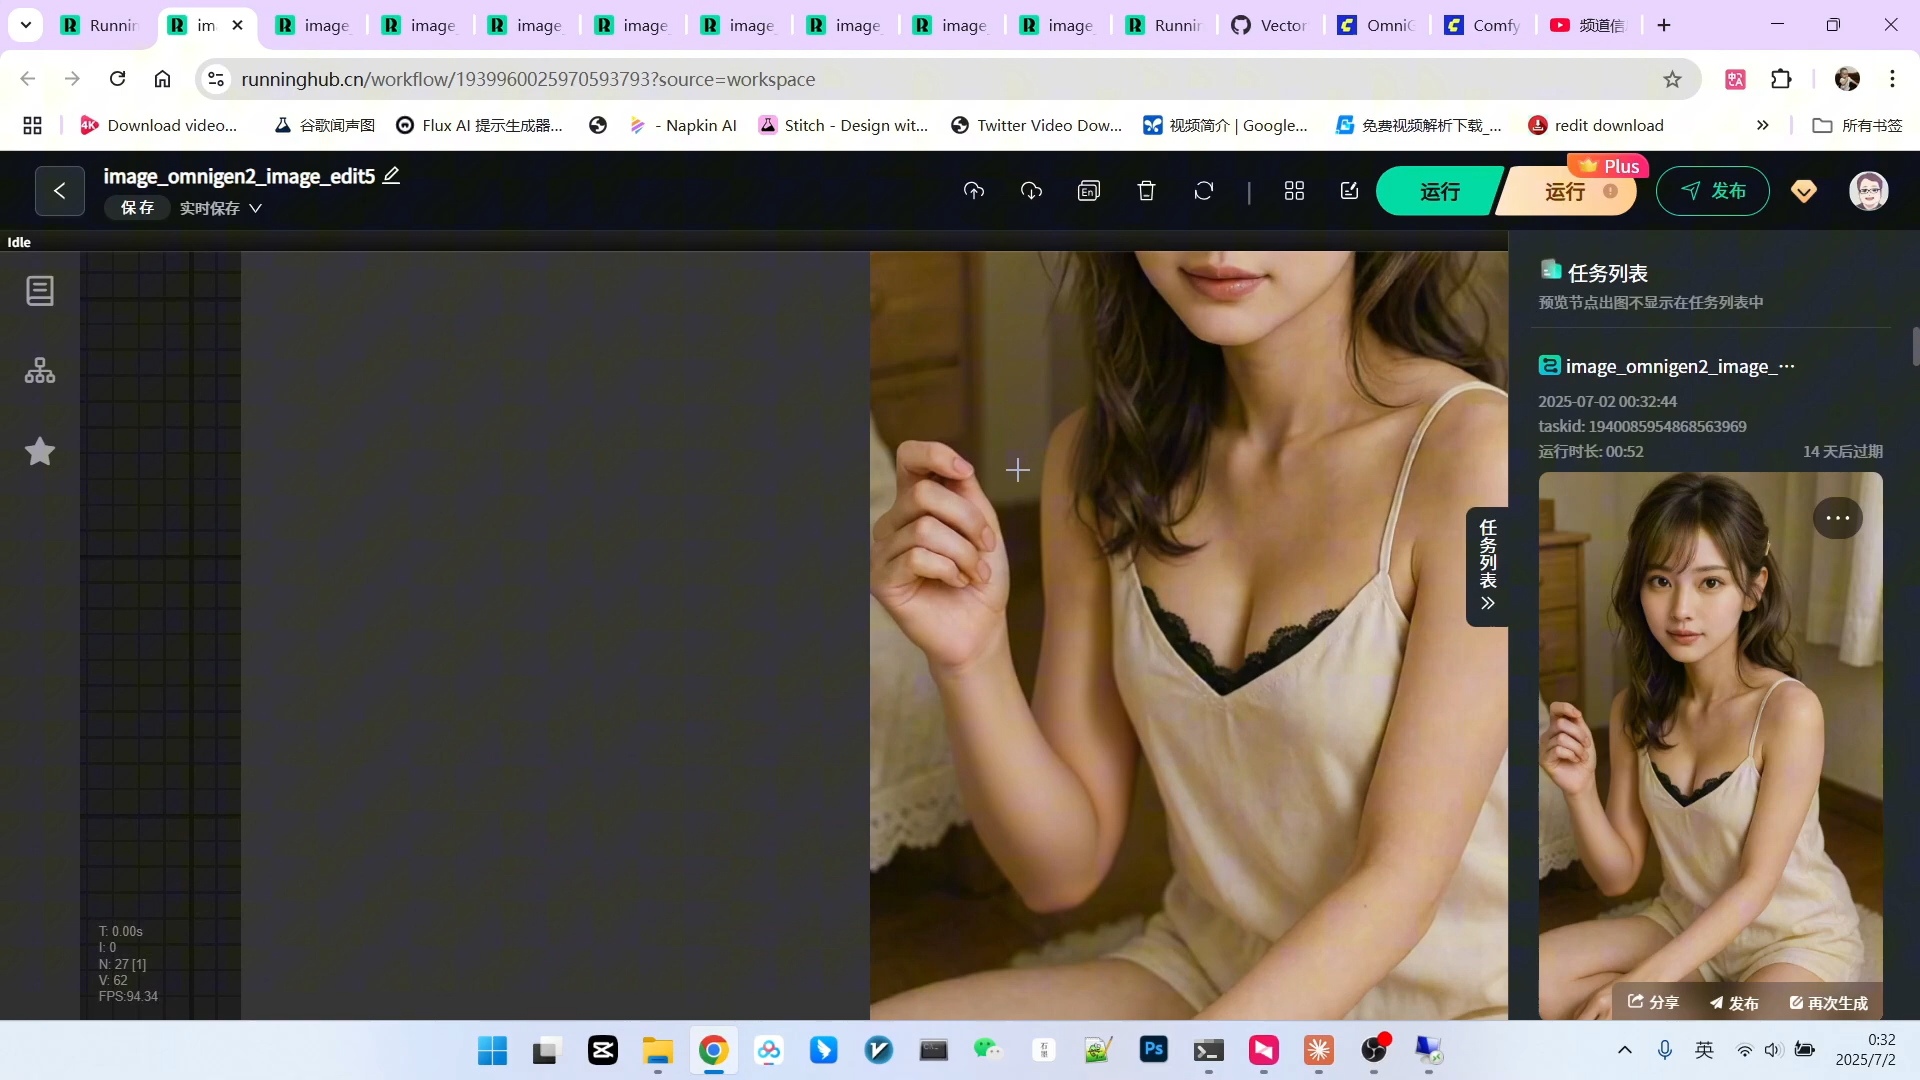 Runnin
im
image
image
image
image
image
image
image
image
Runnin
Vector
OmniG
Comfy
频道信
runninghub.cn/workflow/1939960025970593793?source=workspace
Download video...
谷歌闻声图
Flux AI 提示生成器...
- Napkin AI
Stitch - Design wit...
Twitter Video Dow...
视频简介 | Google...
免费视频解析下载_...
redit download
所有书签
image_omnigen2_image_edit5
保存
实时保存
En
运行
运行
Plus
发布
Idle
任务列表
预览节点出图不显示在任务列表中
image_omnigen2_image_...
2025-07-02 00:32:44
taskid: 1940085954868563969
运行时长: 00:52
14 天后过期
任务列表
分享
发布
再次生成
T: 0.00s
I: 0
N: 27 [1]
V: 62
FPS:94.34
Ps
英
0:32
2025/7/2